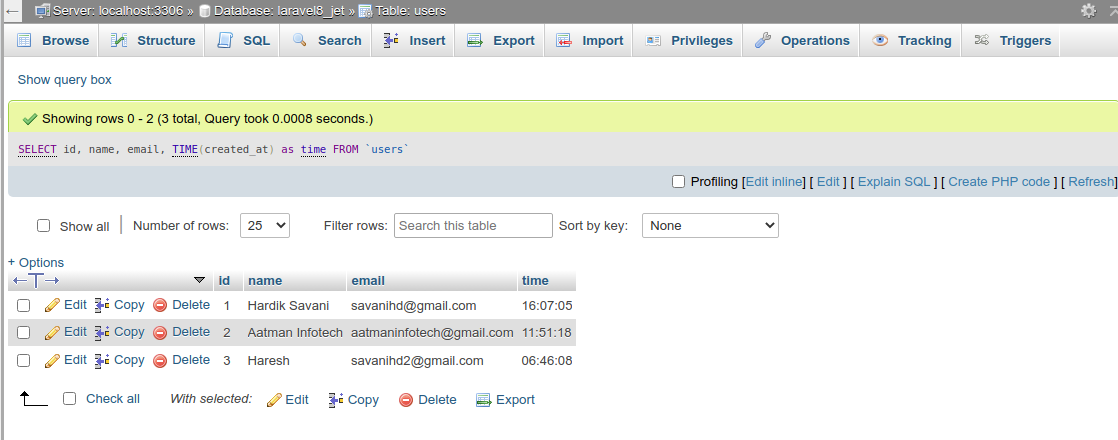 Server: localhost:3306 » Database: laravel8_jet » Table: users
Browse Structure SQL Search Insert Export Import Privileges Operations Tracking Triggers
Show query box
Showing rows 0 - 2 (3 total, Query took 0.0008 seconds.)
SELECT id, name, email, TIME(created_at) as time FROM `users`
Profiling [Edit inline] [ Edit ] [ Explain SQL ] [ Create PHP code ] [ Refresh]
Show all Number of rows: 25 Filter rows: Search this table Sort by key: None
+ Options
←T→ id name email time
Edit Copy Delete 1 Hardik Savani savanihd@gmail.com 16:07:05
Edit Copy Delete 2 Aatman Infotech aatmaninfotech@gmail.com 11:51:18
Edit Copy Delete 3 Haresh savanihd2@gmail.com 06:46:08
Check all With selected: Edit Copy Delete Export